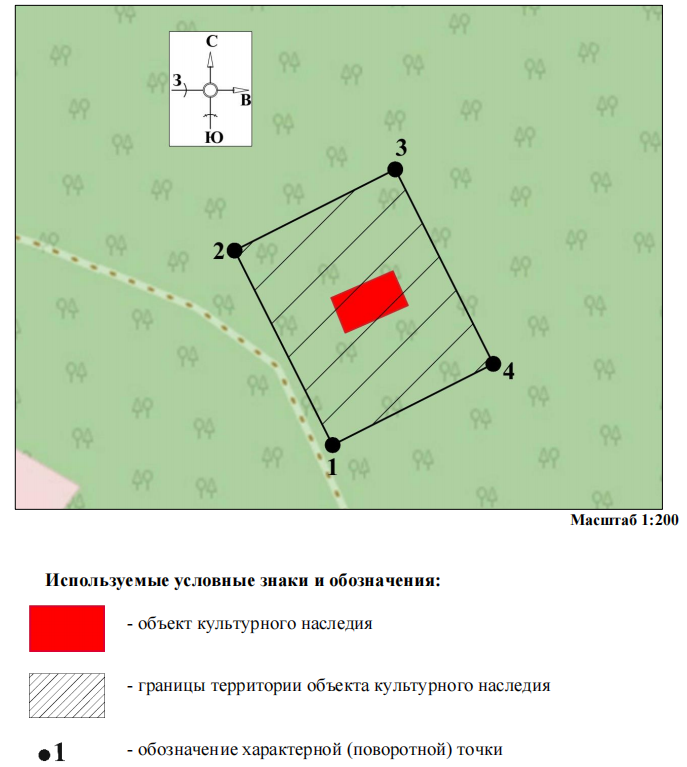 С
З
В
Ю
3
2
4
1
Масштаб 1:200
Используемые условные знаки и обозначения:
- объект культурного наследия
- границы территории объекта культурного наследия
1 - обозначение характерной (поворотной) точки